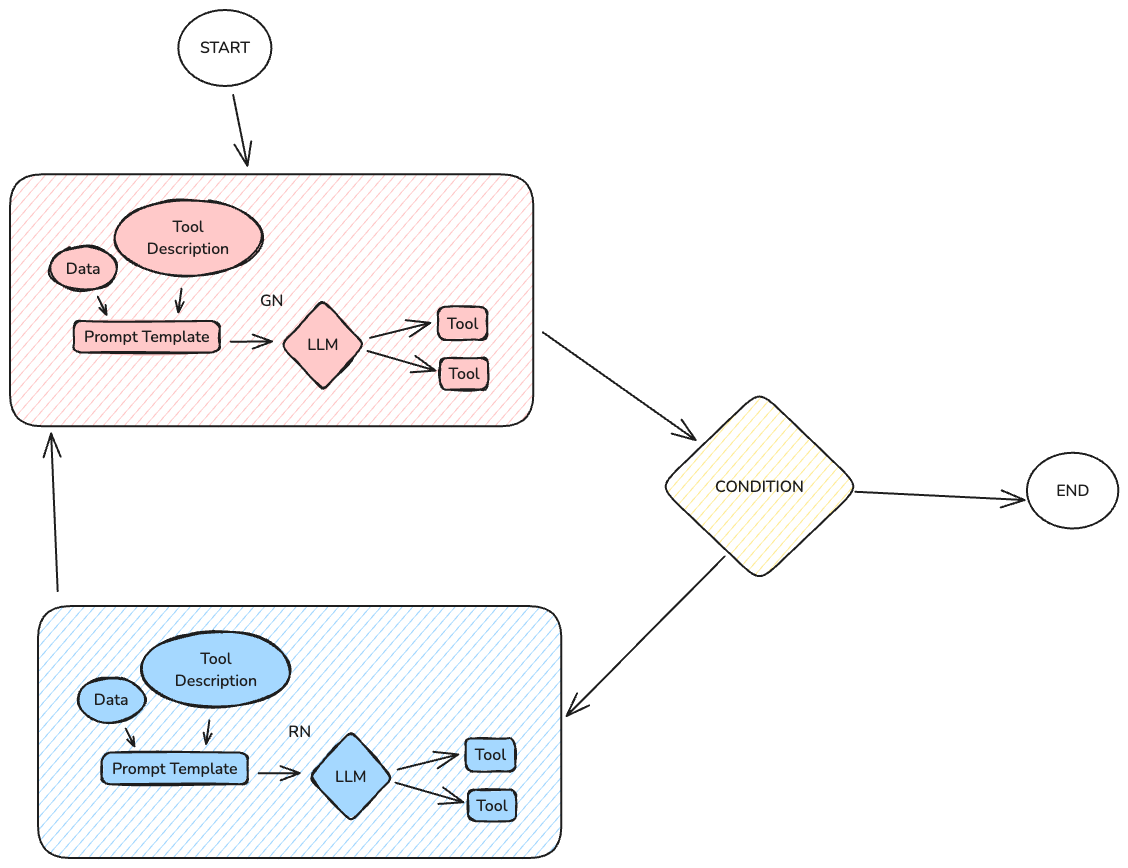 START
Tool
Description
Data
GN
Tool
Prompt Template
LLM
Tool
CONDITION
END
Tool
Description
Data
RN
Tool
Prompt Template
LLM
Tool